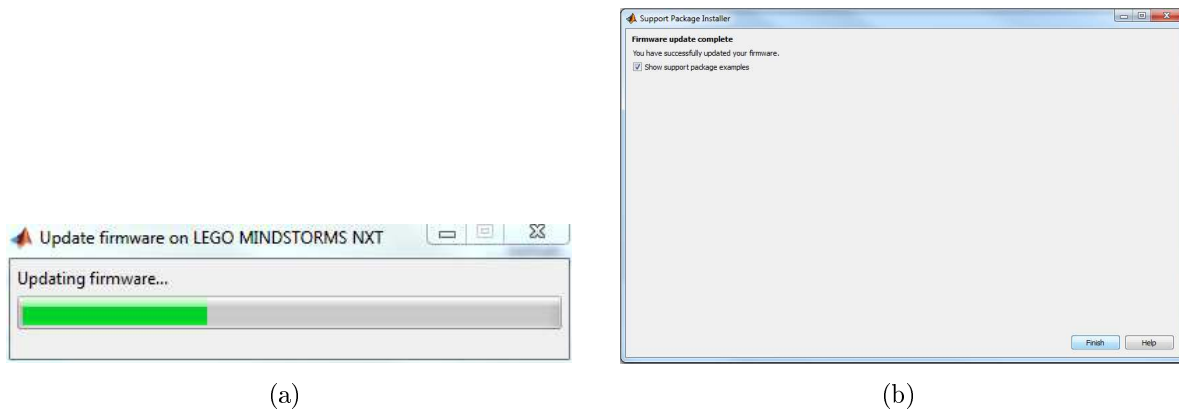 Update firmware on LEGO MINDSTORMS NXT
Updating firmware...
(a)
Support Package Installer
Firmware update complete
You have successfully updated your firmware.
Show support package examples
Finish
Help
(b)